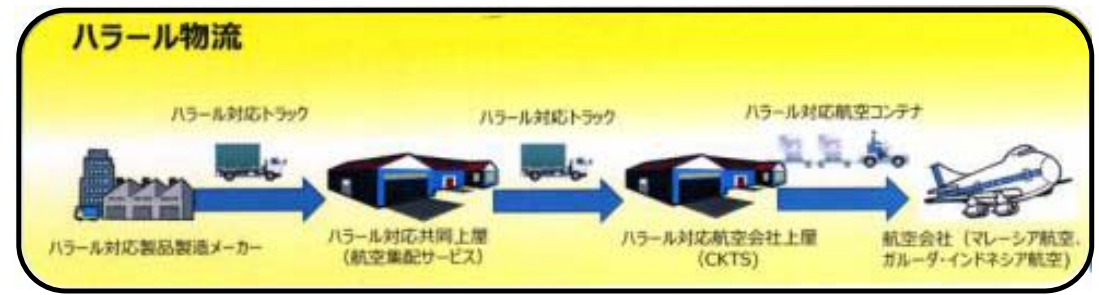 ハラール物流
ハラール対応トラック
ハラール対応トラック
ハラール対応航空コンテナ
ハラール対応製品製造メーカー
ハラール対応共同上屋
（航空集配サービス）
ハラール対応航空会社上屋
（CKTS）
航空会社（マレーシア航空、
ガルーダ・インドネシア航空）